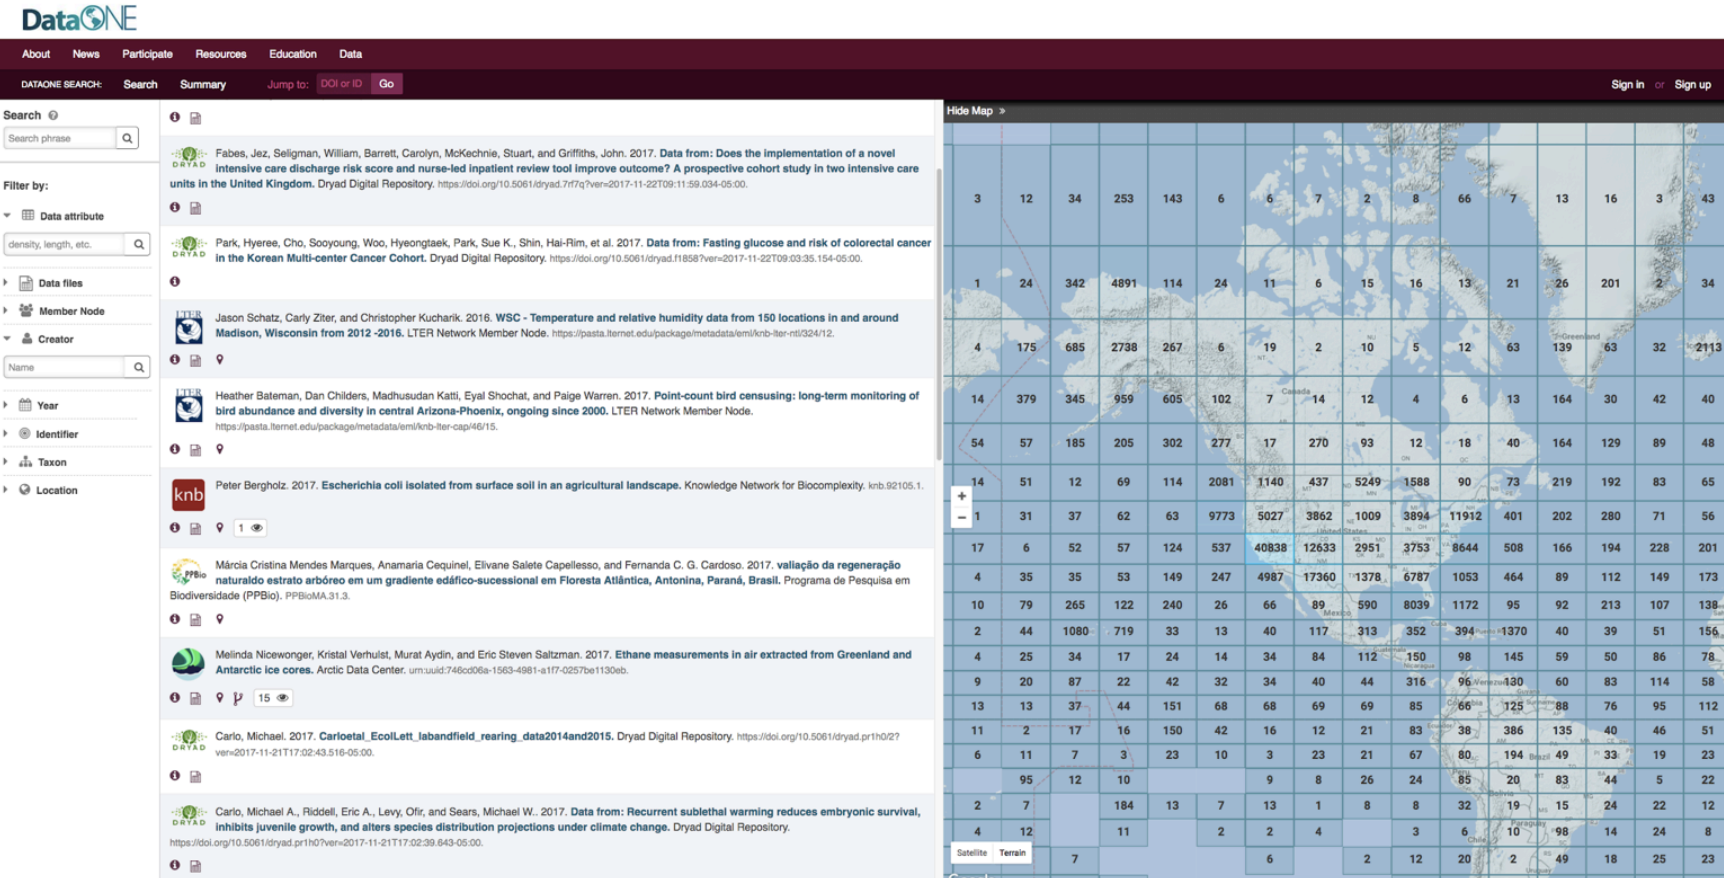 DataONE
About News Participate Resources Education Data
DATAONE SEARCH: Search Summary Jump to: DOI or ID Go Sign in or Sign up
Search
Search phrase
Filter by:
Data attribute
density, length, etc.
Data files
Member Node
Creator
Name
Year
Identifier
Taxon
Location
DRYAD
Fabes, Jez, Seligman, William, Barrett, Carolyn, McKechnie, Stuart, and Griffiths, John. 2017. Data from: Does the implementation of a novel
intensive care discharge risk score and nurse-led inpatient review tool improve outcome? A prospective cohort study in two intensive care
units in the United Kingdom. Dryad Digital Repository. https://doi.org/10.5061/dryad.7rf7q?ver=2017-11-22T09:11:59.034-05:00.
DRYAD
Park, Hyeree, Cho, Sooyoung, Woo, Hyeongtaek, Park, Sue K., Shin, Hai-Rim, et al. 2017. Data from: Fasting glucose and risk of colorectal cancer
in the Korean Multi-center Cancer Cohort. Dryad Digital Repository. https://doi.org/10.5061/dryad.f1858?ver=2017-11-22T09:03:35.154-05:00.
LTER
Jason Schatz, Carly Ziter, and Christopher Kucharik. 2016. WSC - Temperature and relative humidity data from 150 locations in and around
Madison, Wisconsin from 2012 -2016. LTER Network Member Node. https://pasta.lternet.edu/package/metadata/eml/knb-lter-ntl/324/12.
LTER
Heather Bateman, Dan Childers, Madhusudan Katti, Eyal Shochat, and Paige Warren. 2017. Point-count bird censusing: long-term monitoring of
bird abundance and diversity in central Arizona-Phoenix, ongoing since 2000. LTER Network Member Node.
https://pasta.lternet.edu/package/metadata/eml/knb-lter-cap/46/15.
knb
Peter Bergholz. 2017. Escherichia coli isolated from surface soil in an agricultural landscape. Knowledge Network for Biocomplexity. knb.92105.1.
1
PPBio
Márcia Cristina Mendes Marques, Anamaria Cequinel, Elivane Salete Capellesso, and Fernanda C. G. Cardoso. 2017. valiação da regeneração
naturaldo estrato arbóreo em um gradiente edáfico-sucessional em Floresta Atlântica, Antonina, Paraná, Brasil. Programa de Pesquisa em
Biodiversidade (PPBio). PPBioMA.31.3.
Melinda Nicewonger, Kristal Verhulst, Murat Aydin, and Eric Steven Saltzman. 2017. Ethane measurements in air extracted from Greenland and
Antarctic ice cores. Arctic Data Center. urn:uuid:746cd06a-1563-4981-a1f7-0257be1130eb.
15
DRYAD
Carlo, Michael. 2017. Carloetal_EcolLett_labandfield_rearing_data2014and2015. Dryad Digital Repository. https://doi.org/10.5061/dryad.pr1h0/2?
ver=2017-11-21T17:02:43.516-05:00.
DRYAD
Carlo, Michael A., Riddell, Eric A., Levy, Ofir, and Sears, Michael W.. 2017. Data from: Recurrent sublethal warming reduces embryonic survival,
inhibits juvenile growth, and alters species distribution projections under climate change. Dryad Digital Repository.
https://doi.org/10.5061/dryad.pr1h0?ver=2017-11-21T17:02:39.643-05:00.
Hide Map »
3 12 34 253 143 6 6 7 2 8 66 7 13 16 3 43
1 24 342 4891 114 24 11 6 15 16 13 21 26 201 2 34
Greenland
4 175 685 2738 267 6 19 2 10 5 12 63 139 63 32 2113
Canada
14 379 345 959 605 102 7 14 12 4 6 13 164 30 42 40
54 57 185 205 302 277 17 270 93 12 18 40 164 129 89 48
14 51 12 69 114 2081 1140 437 5249 1588 90 73 219 192 83 65
1 31 37 62 63 9773 5027 3862 1009 3894 11912 401 202 280 71 56
United States
17 6 52 57 124 537 40838 12633 2951 3753 8644 508 166 194 228 201
4 35 35 53 149 247 4987 17360 1378 6787 1053 464 89 112 149 173
10 79 265 122 240 26 66 89 590 8039 1172 95 92 213 107 138
Mexico
2 44 1080 719 33 13 40 117 313 352 394 1370 40 39 51 156
Guatemala
4 25 34 17 24 14 34 84 112 150 98 145 59 50 86 78
Nicaragua
9 20 87 22 42 32 34 40 44 316 96 Venezuela 130 60 83 114 58
Colombia
13 13 37 44 151 68 68 69 69 85 66 125 88 76 95 112
11 2 17 16 150 42 16 12 21 83 38 386 135 40 46 51
6 11 7 3 23 10 3 23 21 67 80 194 Brazil 49 33 19 23
Peru
95 12 10 9 8 26 24 85 20 83 44 5 22
Bolivia
2 7 184 13 7 13 1 8 8 32 19 15 24 22 12
Paraguay
4 12 11 2 2 4 3 6 10 98 14 24 8
Chile
Satellite Terrain
7 6 2 12 20 2 49 18 25 23
Uruguay